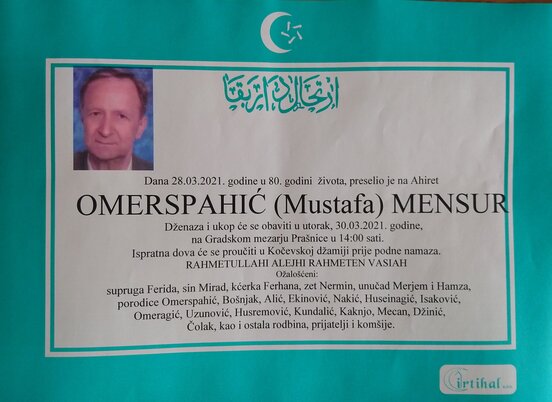 ارتحال دار بقا
Dana 28.03.2021. godine u 80. godini života, preselio je na Ahiret
OMERSPAHIĆ (Mustafa) MENSUR
Dženaza i ukop će se obaviti u utorak, 30.03.2021. godine,
na Gradskom mezarju Prašnice u 14:00 sati.
Ispratna dova će se proučiti u Kočevskoj džamiji prije podne namaza.
RAHMETULLAHI ALEJHI RAHMETEN VASIAH
Ožalošćeni:
supruga Ferida, sin Mirad, kćerka Ferhana, zet Nermin, unučad Merjem i Hamza,
porodice Omerspahić, Bošnjak, Alić, Ekinović, Nakić, Huseinagić, Isaković,
Omeragić, Uzunović, Husremović, Kundalić, Kaknjo, Mecan, Džinić,
Čolak, kao i ostala rodbina, prijatelji i komšije.
irtihal